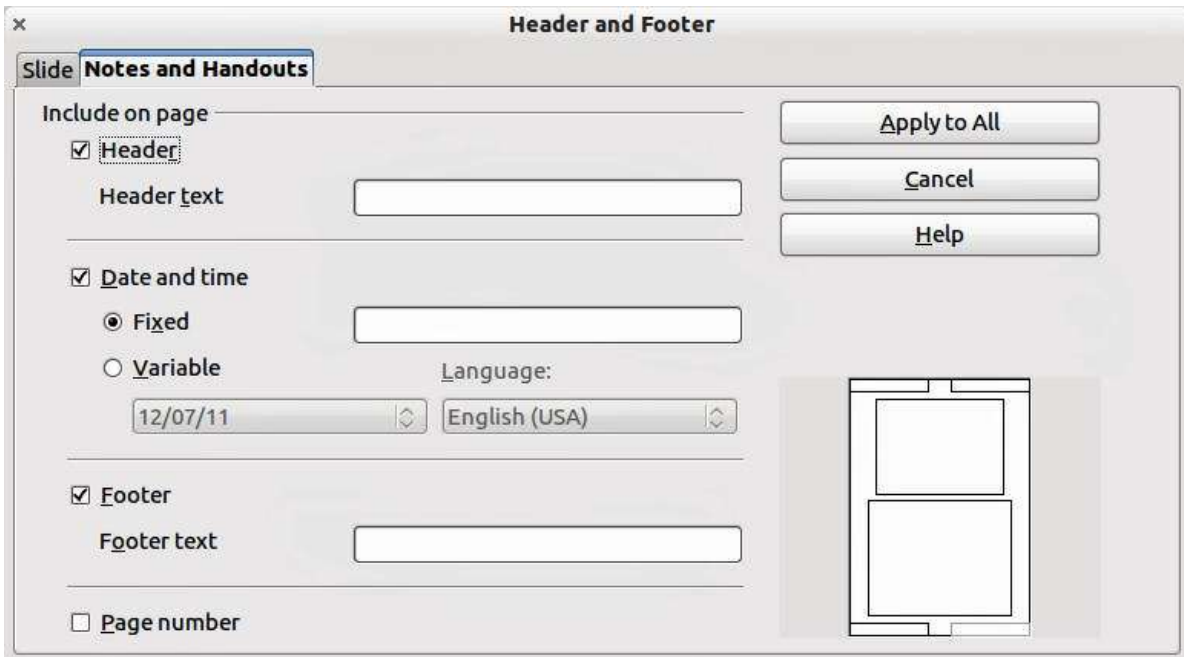 Header and Footer
Slide Notes and Handouts
Include on page
Header
Header text
Date and time
Fixed
Variable
Language:
12/07/11
English (USA)
Footer
Footer text
Page number
Apply to All
Cancel
Help